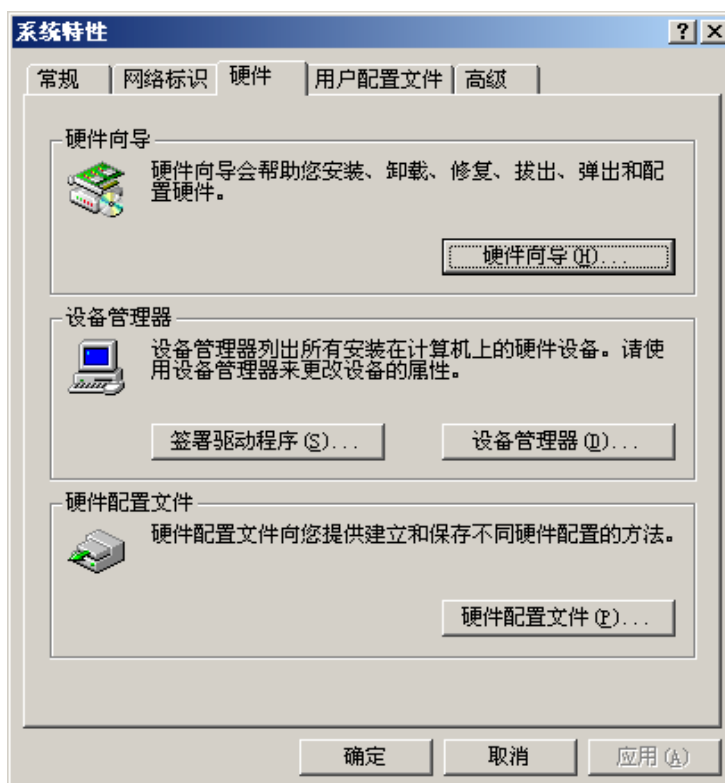 系统特性
常规 网络标识 硬件 用户配置文件 高级
硬件向导
硬件向导会帮助您安装、卸载、修复、拔出、弹出和配
置硬件。
硬件向导(H)...
设备管理器
设备管理器列出所有安装在计算机上的硬件设备。请使
用设备管理器来更改设备的属性。
签署驱动程序(S)... 设备管理器(D)...
硬件配置文件
硬件配置文件向您提供建立和保存不同硬件配置的方法。
硬件配置文件(P)...
确定 取消 应用(A)